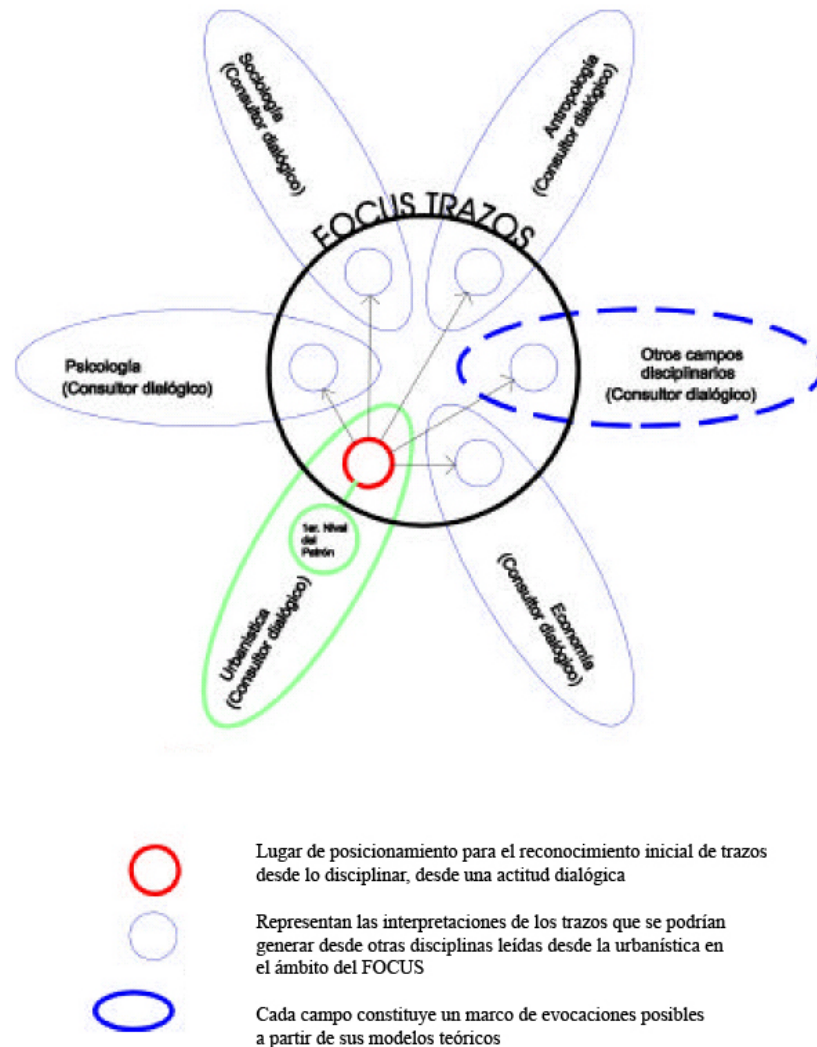 Sociología
(Consultor dialógico)
Antropología
(Consultor dialógico)
FOCUS TRAZOS
Psicología
(Consultor dialógico)
Otros campos
disciplinarios
(Consultor dialógico)
1er. Nival
del
Patrón
Urbanística
(Consultor dialógico)
Economía
(Consultor
dialógico)
Lugar de posicionamiento para el reconocimiento inicial de trazos
desde lo disciplinar, desde una actitud dialógica
Representan las interpretaciones de los trazos que se podrían
generar desde otras disciplinas leídas desde la urbanística en
el ámbito del FOCUS
Cada campo constituye un marco de evocaciones posibles
a partir de sus modelos teóricos